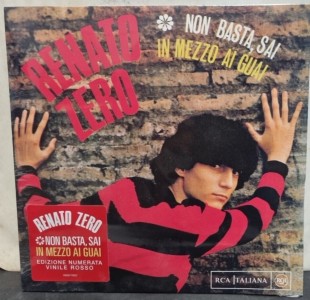 RENATO
ZERO
NON BASTA, SAI
IN MEZZO AI GUAI
RENATO ZERO
NON BASTA, SAI
IN MEZZO AI GUAI
EDIZIONE NUMERATA
VINILE ROSSO
RCA ITALIANA